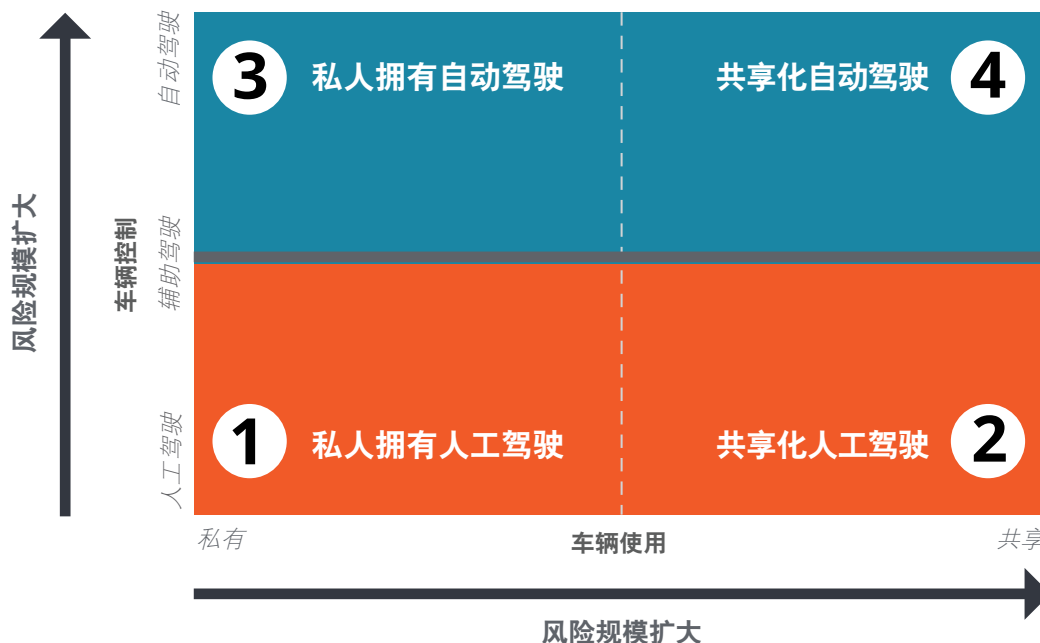 自动驾驶
3
私人拥有自动驾驶
共享化自动驾驶
4
风险规模扩大
车辆控制
辅助驾驶
人工驾驶
1
私人拥有人工驾驶
共享化人工驾驶
2
私有
车辆使用
共享
风险规模扩大